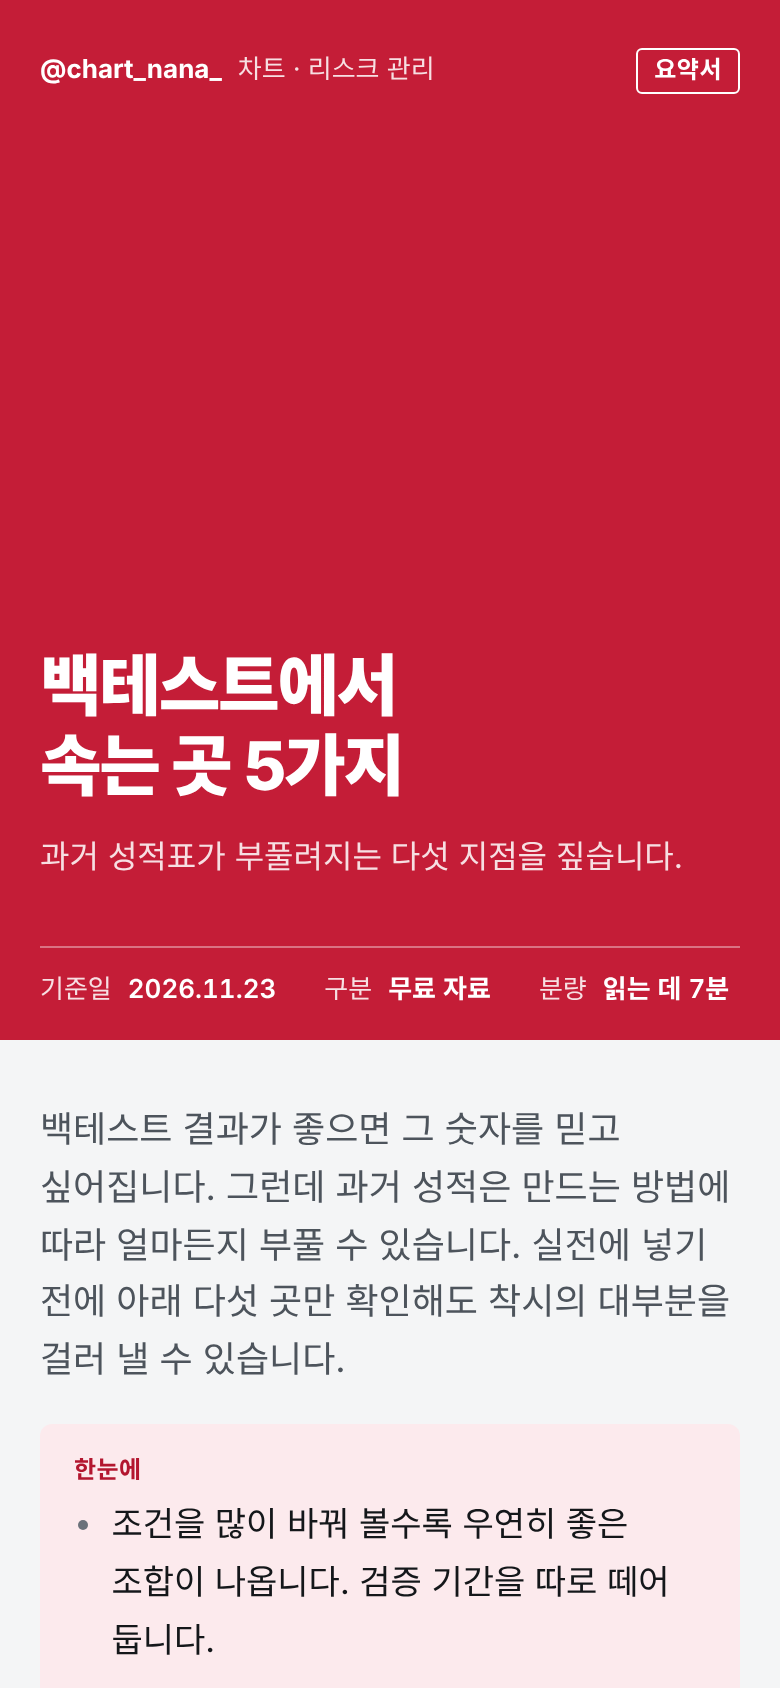 @chart_nana_ 차트 · 리스크 관리
요약서
백테스트에서
속는 곳 5가지
과거 성적표가 부풀려지는 다섯 지점을 짚습니다.
기준일 2026.11.23 구분 무료 자료 분량 읽는 데 7분
백테스트 결과가 좋으면 그 숫자를 믿고
싶어집니다. 그런데 과거 성적은 만드는 방법에
따라 얼마든지 부풀 수 있습니다. 실전에 넣기
전에 아래 다섯 곳만 확인해도 착시의 대부분을
걸러 낼 수 있습니다.
한눈에
• 조건을 많이 바꿔 볼수록 우연히 좋은
조합이 나옵니다. 검증 기간을 따로 떼어
둡니다.